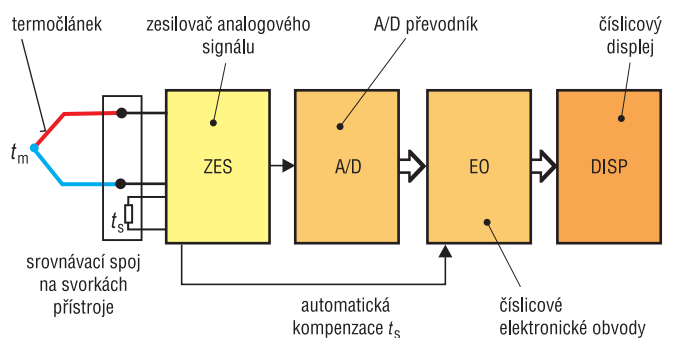 termočlánek
zesilovač analogového
signálu
A/D převodník
číslicový
displej
tm
ZES
A/D
EO
DISP
ts
srovnávací spoj
na svorkách
přístroje
automatická
kompenzace ts
číslicové
elektronické obvody